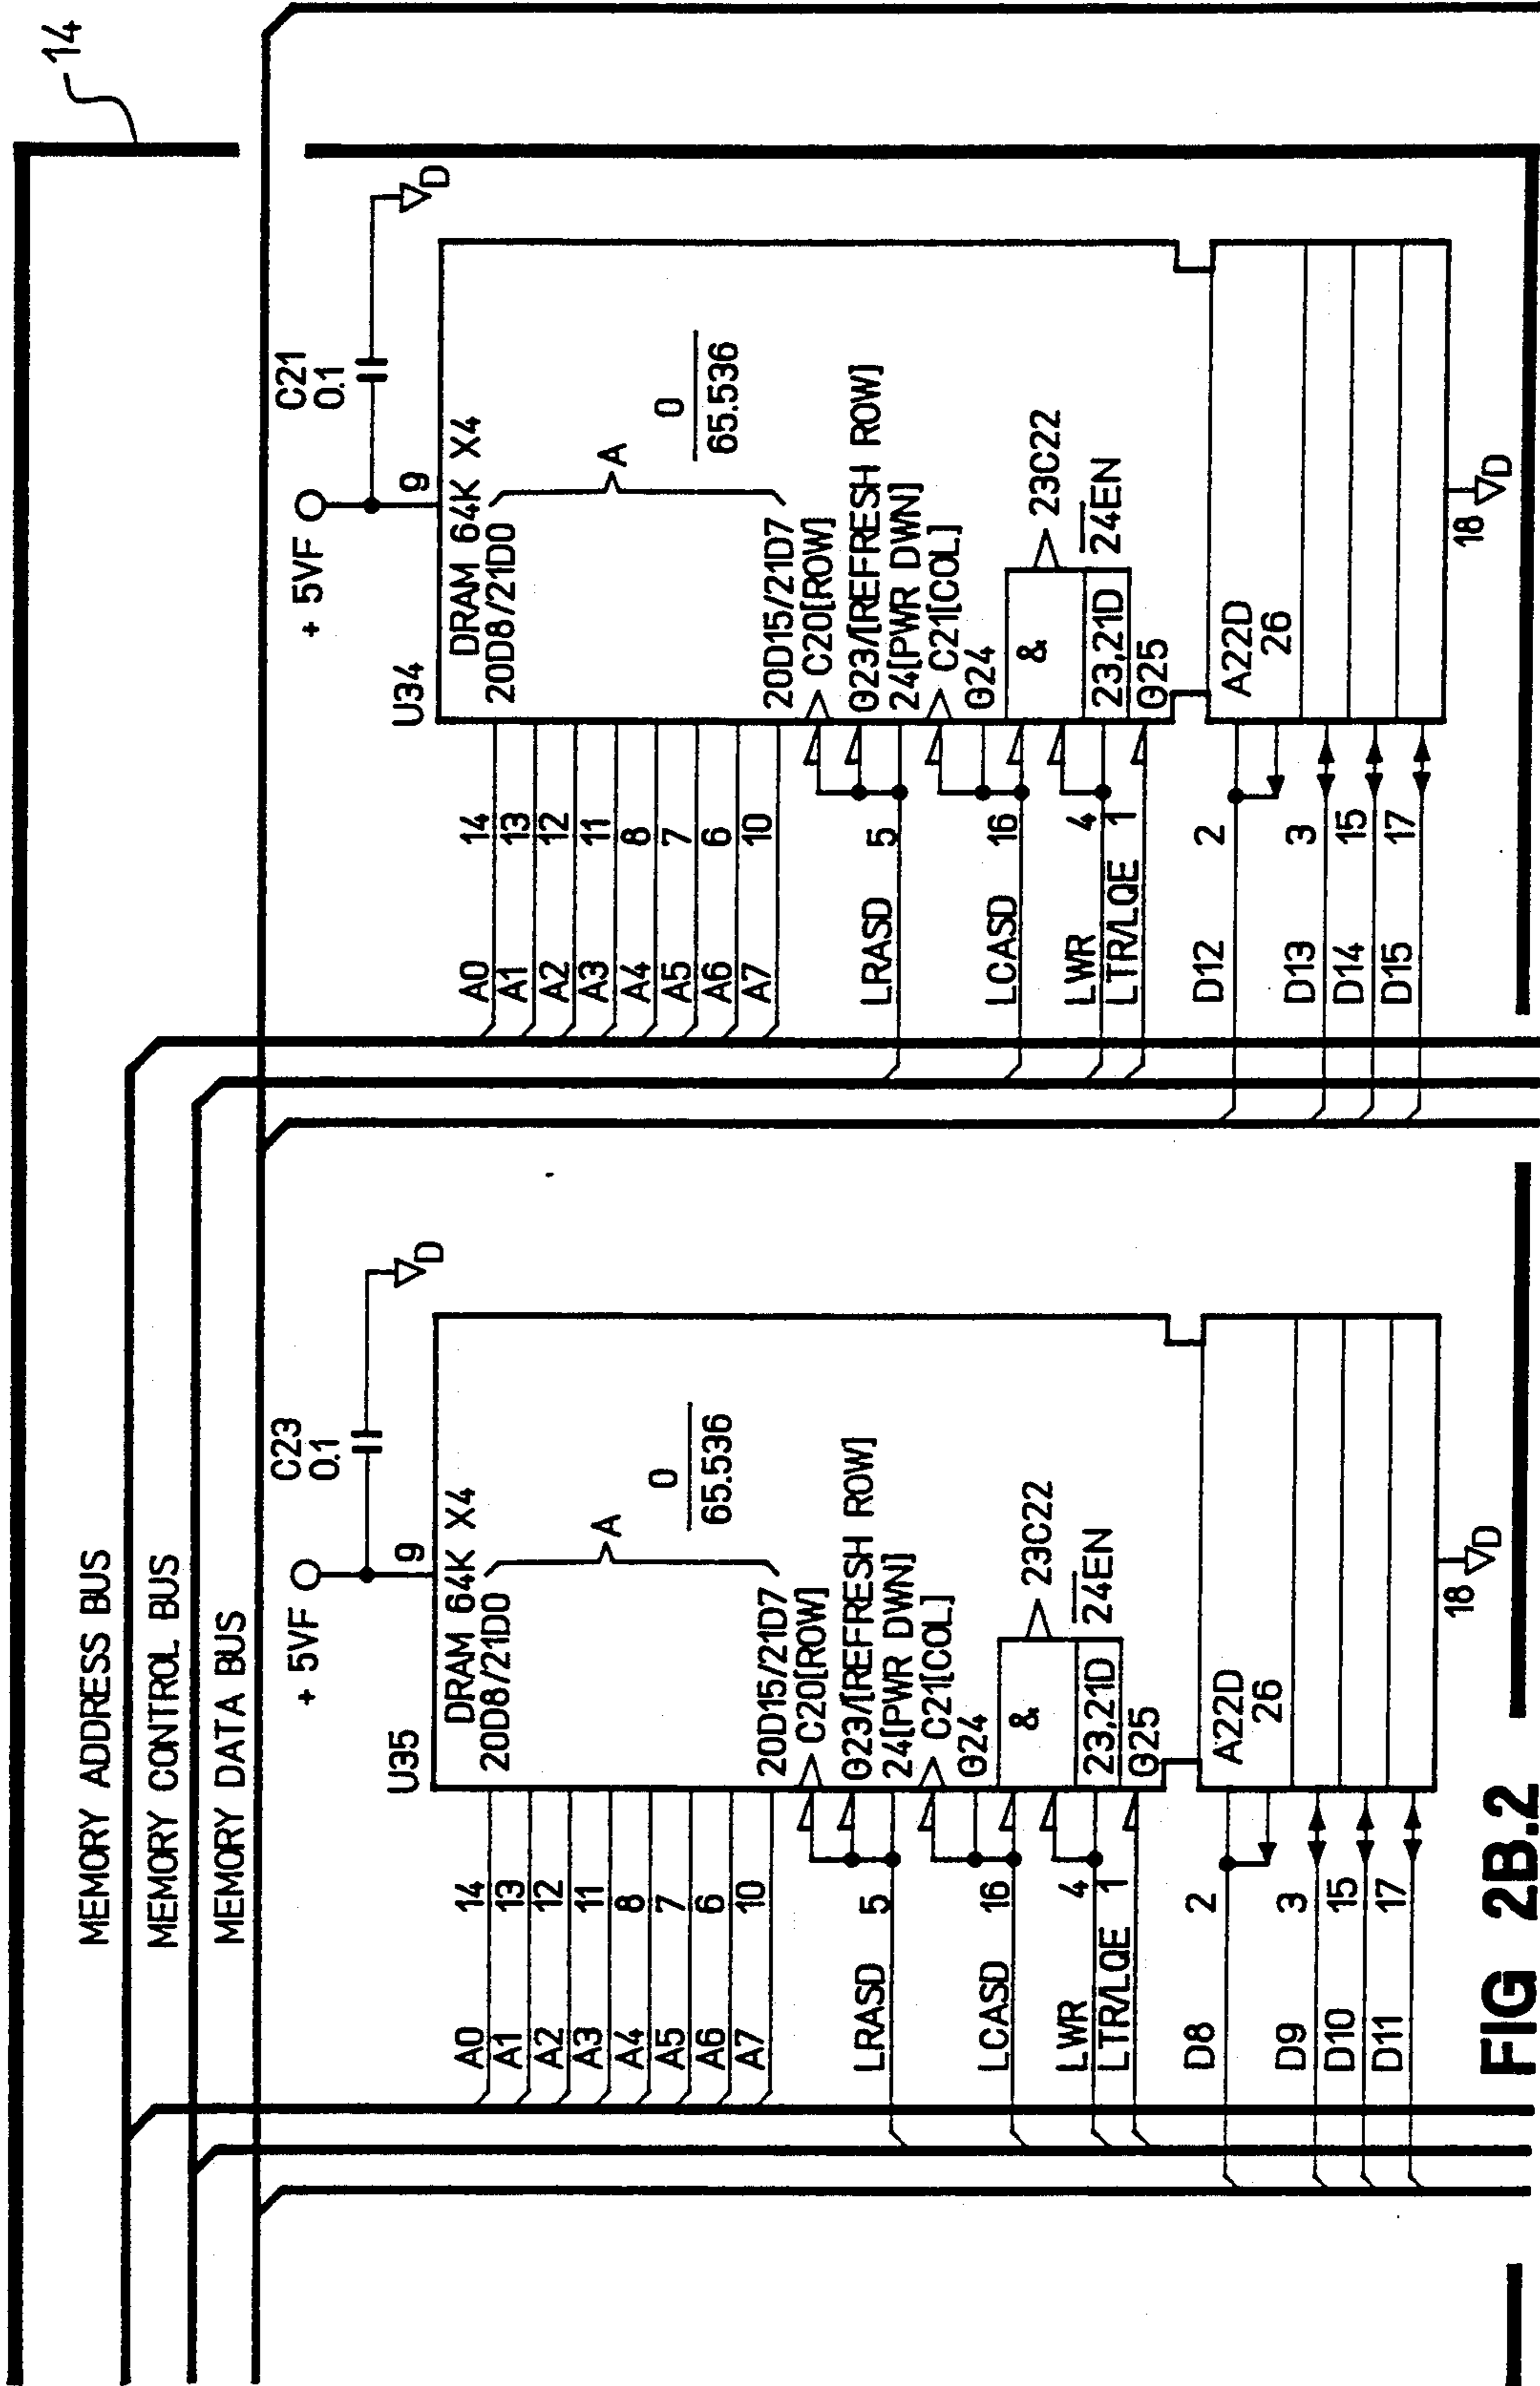 14
MEMORY ADDRESS BUS
MEMORY CONTROL BUS
MEMORY DATA BUS
+ 5VF
C23
0.1
D
9
U35
DRAM 64K X4
20D8/21D0
A
0
65.536
20D15/21D7
C20[ROW]
G23/[REFRESH ROW]
24[PWR DWN]
C21[COL]
G24
&
23C22
23,21D
24EN
G25
A22D
26
18
D
A0 14
A1 13
A2 12
A3 11
A4 8
A5 7
A6 6
A7 10
LRASD 5
LCASD 16
LWR 4
LTR/LQE 1
D8 2
D9 3
D10 15
D11 17
+ 5VF
C21
0.1
D
9
U34
DRAM 64K X4
20D8/21D0
A
0
65.536
20D15/21D7
C20[ROW]
G23/[REFRESH ROW]
24[PWR DWN]
C21[COL]
G24
&
23C22
23,21D
24EN
G25
A22D
26
18
D
A0 14
A1 13
A2 12
A3 11
A4 8
A5 7
A6 6
A7 10
LRASD 5
LCASD 16
LWR 4
LTR/LQE 1
D12 2
D13 3
D14 15
D15 17
FIG 2B.2